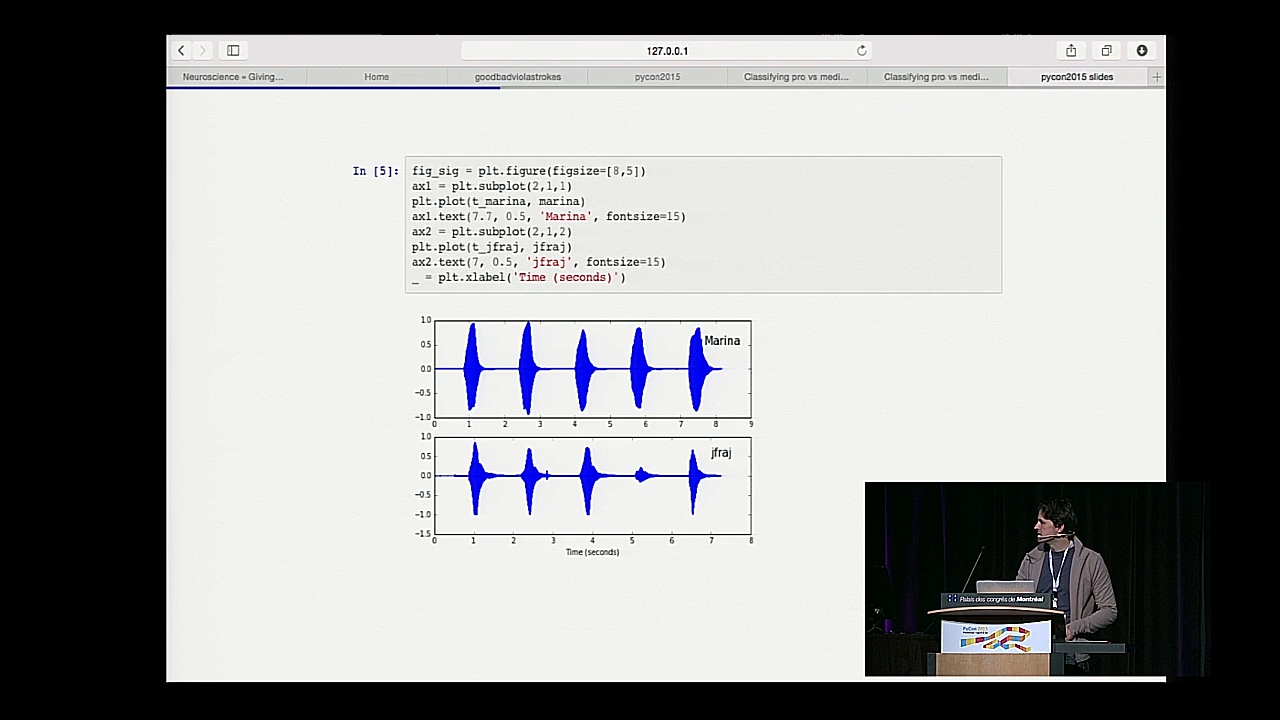 127.0.0.1
Neuroscience » Giving...
Home
goodbadviolastrokes
pycon2015
Classifying pro vs medi...
Classifying pro vs medi...
pycon2015 slides
In [5]:
fig_sig = plt.figure(figsize=[8,5])
ax1 = plt.subplot(2,1,1)
plt.plot(t_marina, marina)
ax1.text(7.7, 0.5, 'Marina', fontsize=15)
ax2 = plt.subplot(2,1,2)
plt.plot(t_jfraj, jfraj)
ax2.text(7, 0.5, 'jfraj', fontsize=15)
_ = plt.xlabel('Time (seconds)')
1.0
0.5
0.0
−0.5
−1.0
Marina
0 1 2 3 4 5 6 7 8 9
1.0
0.5
0.0
−0.5
−1.0
−1.5
jfraj
0 1 2 3 4 5 6 7 8
Time (seconds)
Palais des congrès de Montréal
PyCon 2015